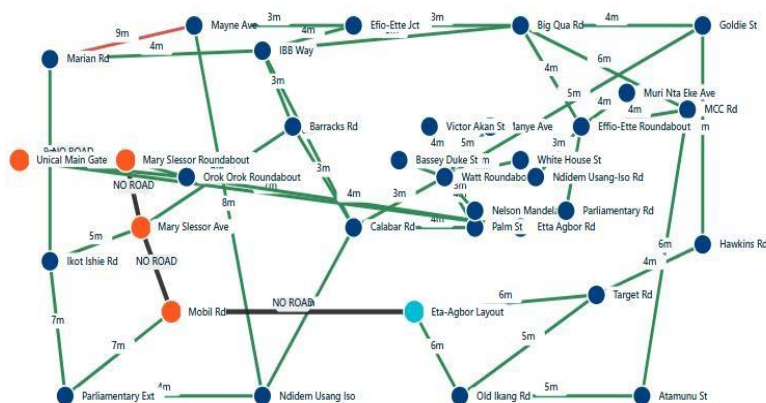 9m
Mayne Ave
3m
Efio-Ette Jct
3m
Big Qua Rd
4m
Goldie St
4m
IBB Way
4m
Marian Rd
6m
3m
4m
5m
Muri Nta Eke Ave
4m
4m
MCC Rd
Barracks Rd
Victor Akan St
Effio-Ette Roundabout
4m
5m
3m
NO ROAD
Unical Main Gate
Mary Slessor Roundabout
3m
Bassey Duke St
White House St
Orok Orok Roundabout
Ndidem Usang-Iso Rd
NO ROAD
4m
3m
8m
Parliamentary Rd
Mary Slessor Ave
Calabar Rd
4m
Palm St
Etta Agbor Rd
5m
6m
Hawkins Rd
Ikot Ishie Rd
NO ROAD
4m
6m
Target Rd
NO ROAD
Mobil Rd
Eta-Agbor Layout
7m
7m
6m
5m
Parliamentary Ext
4m
Ndidem Usang Iso
Old Ikang Rd
5m
Atamunu St